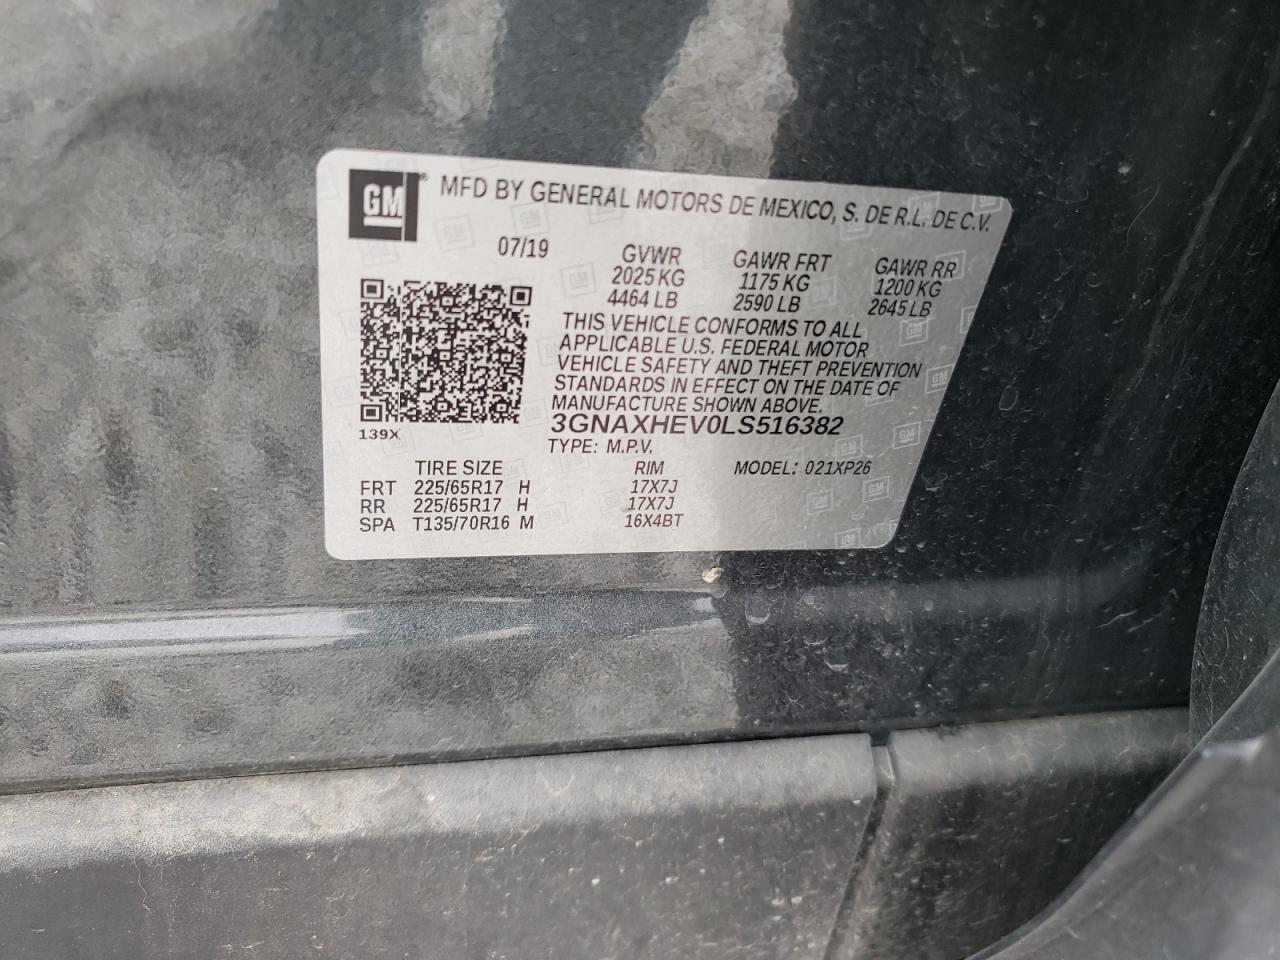 GM ® MFD BY GENERAL MOTORS DE MEXICO, S. DE R.L. DE C.V.
07/19 GVWR GAWR FRT GAWR RR
2025 KG 1175 KG 1200 KG
4464 LB 2590 LB 2645 LB
THIS VEHICLE CONFORMS TO ALL
APPLICABLE U.S. FEDERAL MOTOR
VEHICLE SAFETY AND THEFT PREVENTION
STANDARDS IN EFFECT ON THE DATE OF
MANUFACTURE SHOWN ABOVE.
3GNAXHEV0LS516382
139X TYPE: M.P.V.
TIRE SIZE RIM MODEL: 021XP26
FRT 225/65R17 H 17X7J
RR 225/65R17 H 17X7J
SPA T135/70R16 M 16X4BT